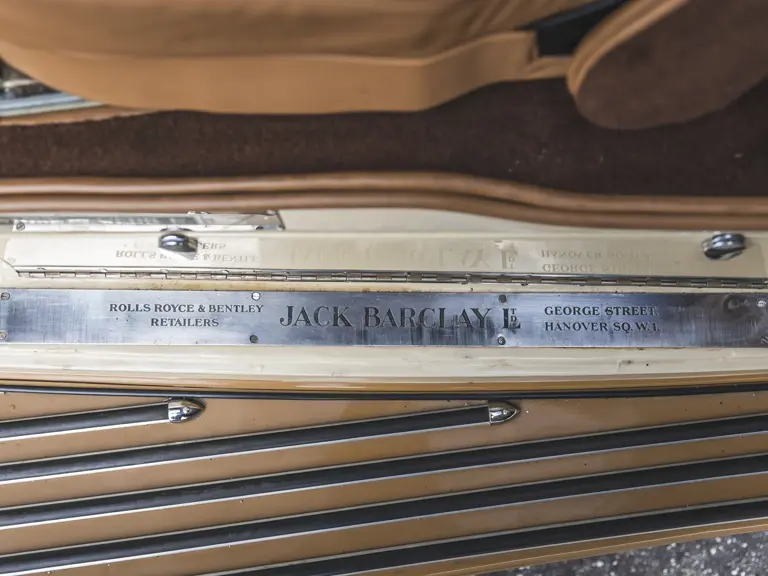 ROLLS ROYCE & BENTLEY
RETAILERS
JACK BARCLAY LTD
GEORGE STREET,
HANOVER SQ. W.1.